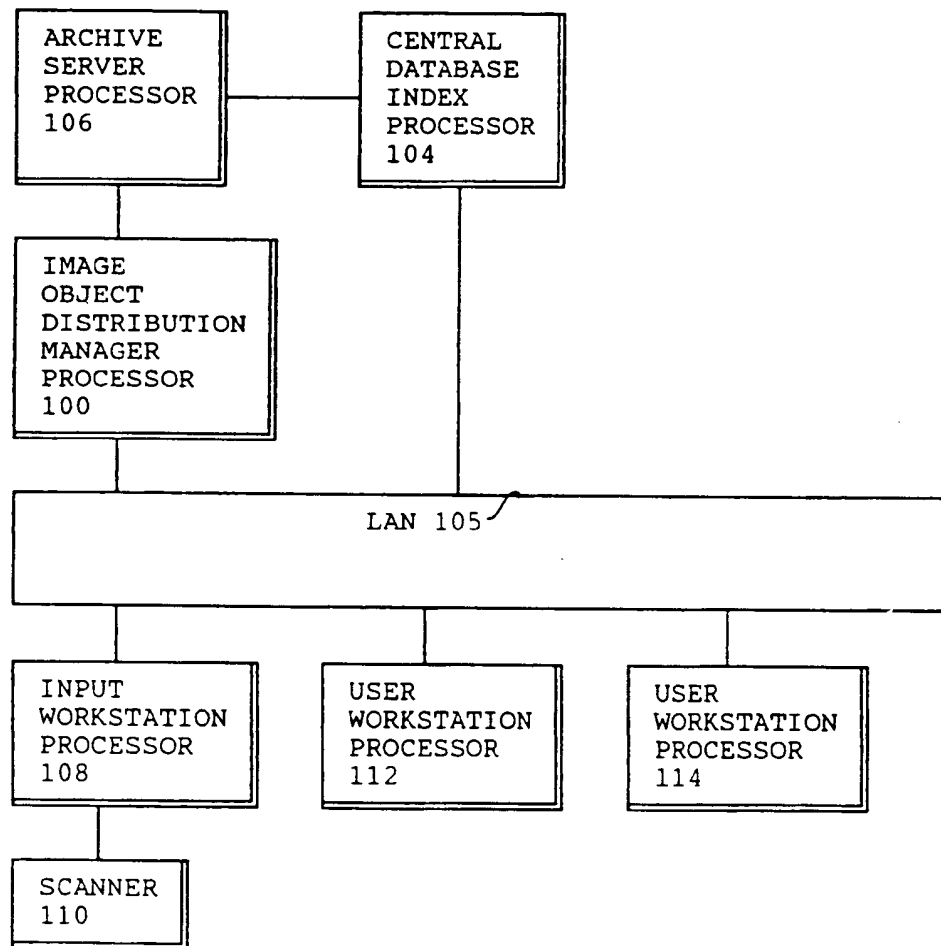 ARCHIVE
SERVER
PROCESSOR
106
CENTRAL
DATABASE
INDEX
PROCESSOR
104
IMAGE
OBJECT
DISTRIBUTION
MANAGER
PROCESSOR
100
LAN 105
INPUT
WORKSTATION
PROCESSOR
108
USER
WORKSTATION
PROCESSOR
112
USER
WORKSTATION
PROCESSOR
114
SCANNER
110